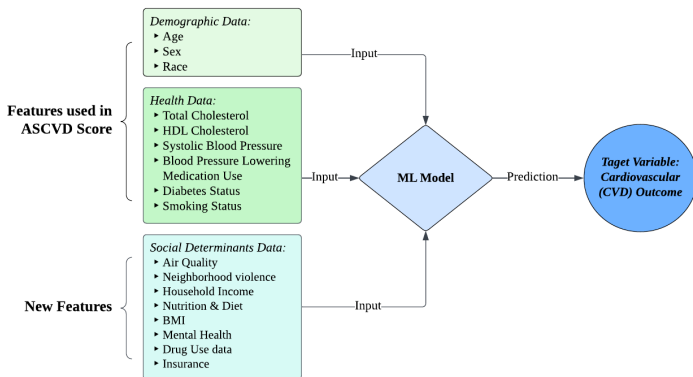 Features used in
ASCVD Score
Demographic Data:
‣ Age
‣ Sex
‣ Race
Health Data:
‣ Total Cholesterol
‣ HDL Cholesterol
‣ Systolic Blood Pressure
‣ Blood Pressure Lowering
Medication Use
‣ Diabetes Status
‣ Smoking Status
New Features
Social Determinants Data:
‣ Air Quality
‣ Neighborhood violence
‣ Household Income
‣ Nutrition & Diet
‣ BMI
‣ Mental Health
‣ Drug Use data
‣ Insurance
Input
Input
Input
ML Model
Prediction
Taget Variable:
Cardiovascular
(CVD) Outcome